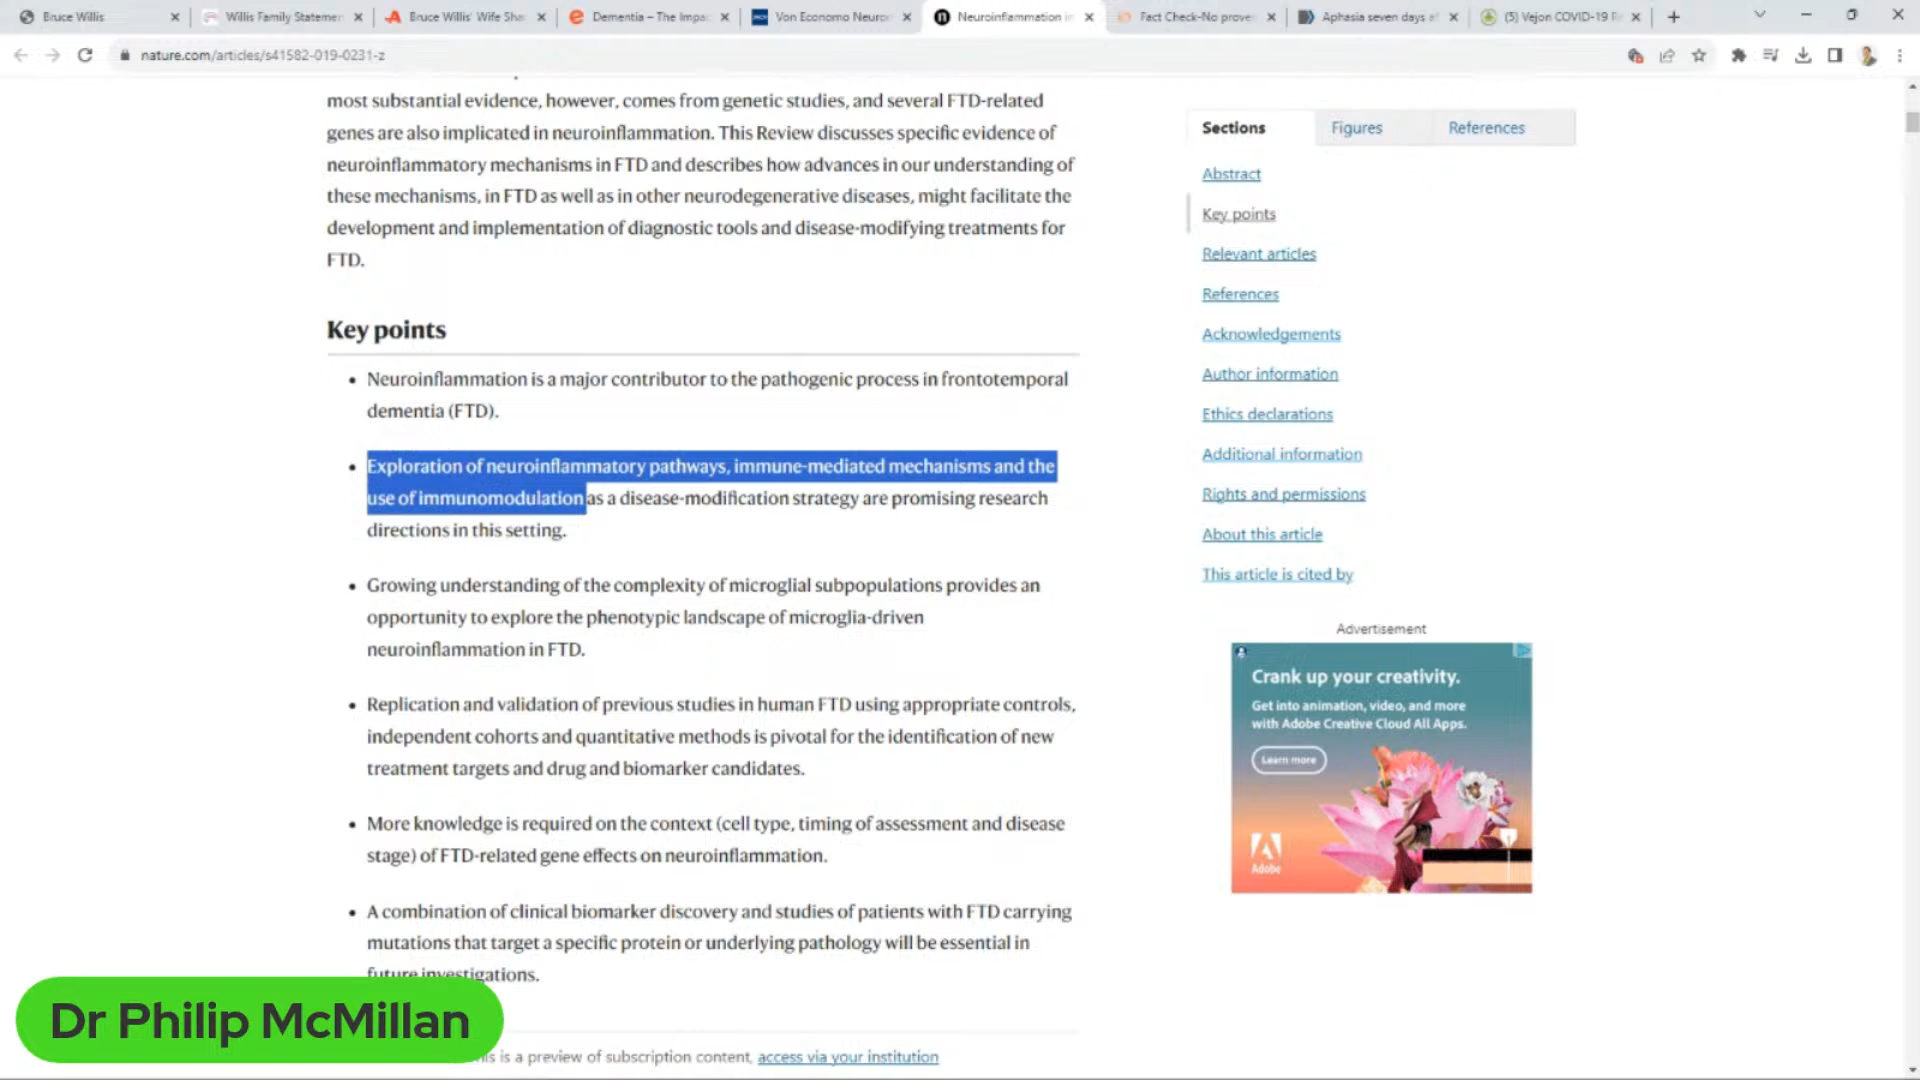 Bruce Willis
Willis Family Statemen
Bruce Willis' Wife Sha
Dementia – The Impa
Von Economo Neuro
Neuroinflammation in
Fact Check-No prove
Aphasia seven days a
(5) Vejon COVID-19 R
nature.com/articles/s41582-019-0231-z
most substantial evidence, however, comes from genetic studies, and several FTD-related
genes are also implicated in neuroinflammation. This Review discusses specific evidence of
neuroinflammatory mechanisms in FTD and describes how advances in our understanding of
these mechanisms, in FTD as well as in other neurodegenerative diseases, might facilitate the
development and implementation of diagnostic tools and disease-modifying treatments for
FTD.
Key points
• Neuroinflammation is a major contributor to the pathogenic process in frontotemporal
dementia (FTD).
• Exploration of neuroinflammatory pathways, immune-mediated mechanisms and the
use of immunomodulation as a disease-modification strategy are promising research
directions in this setting.
• Growing understanding of the complexity of microglial subpopulations provides an
opportunity to explore the phenotypic landscape of microglia-driven
neuroinflammation in FTD.
• Replication and validation of previous studies in human FTD using appropriate controls,
independent cohorts and quantitative methods is pivotal for the identification of new
treatment targets and drug and biomarker candidates.
• More knowledge is required on the context (cell type, timing of assessment and disease
stage) of FTD-related gene effects on neuroinflammation.
• A combination of clinical biomarker discovery and studies of patients with FTD carrying
mutations that target a specific protein or underlying pathology will be essential in
future investigations.
is a preview of subscription content, access via your institution
Sections
Figures
References
Abstract
Key points
Relevant articles
References
Acknowledgements
Author information
Ethics declarations
Additional information
Rights and permissions
About this article
This article is cited by
Advertisement
Crank up your creativity.
Get into animation, video, and more
with Adobe Creative Cloud All Apps.
Learn more
Adobe
Dr Philip McMillan